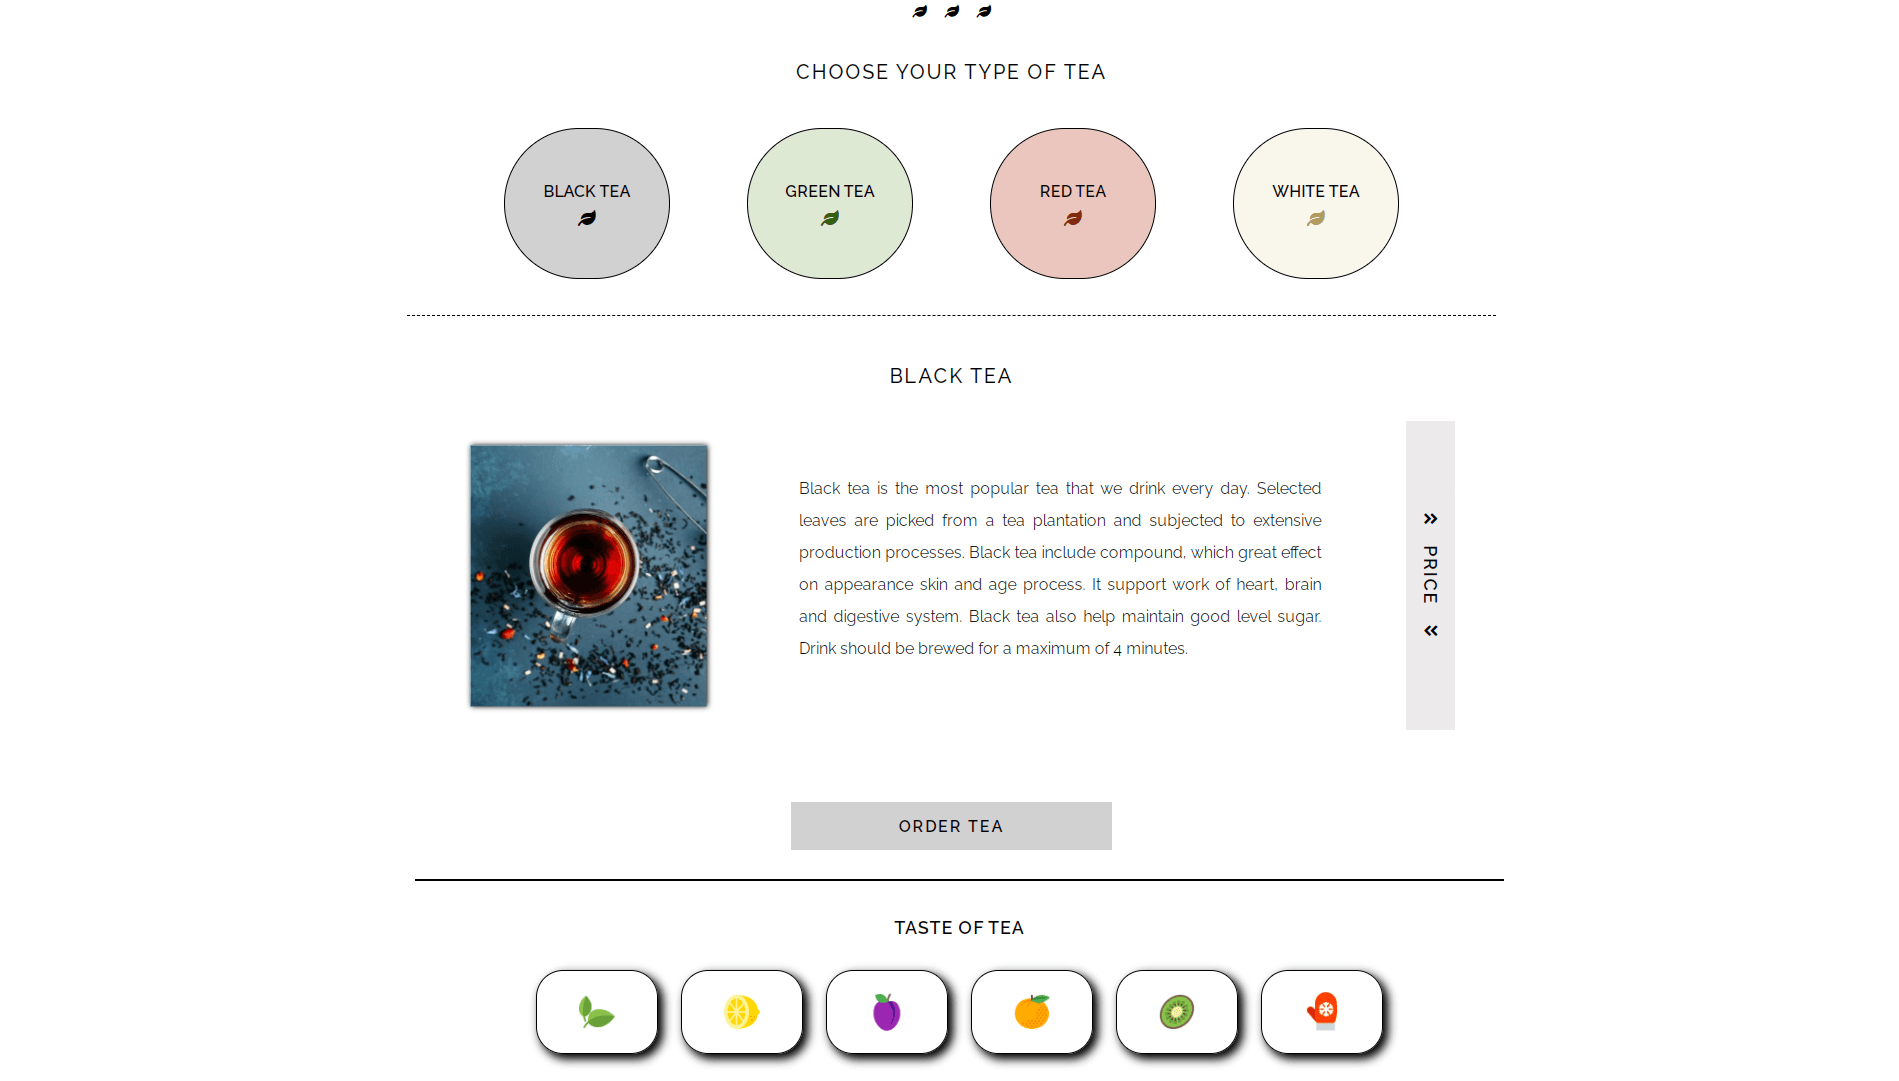 CHOOSE YOUR TYPE OF TEA
BLACK TEA
GREEN TEA
RED TEA
WHITE TEA
BLACK TEA
Black tea is the most popular tea that we drink every day. Selected
leaves are picked from a tea plantation and subjected to extensive
production processes. Black tea include compound, which great effect
on appearance skin and age process. It support work of heart, brain
and digestive system. Black tea also help maintain good level sugar.
Drink should be brewed for a maximum of 4 minutes.
PRICE
ORDER TEA
TASTE OF TEA